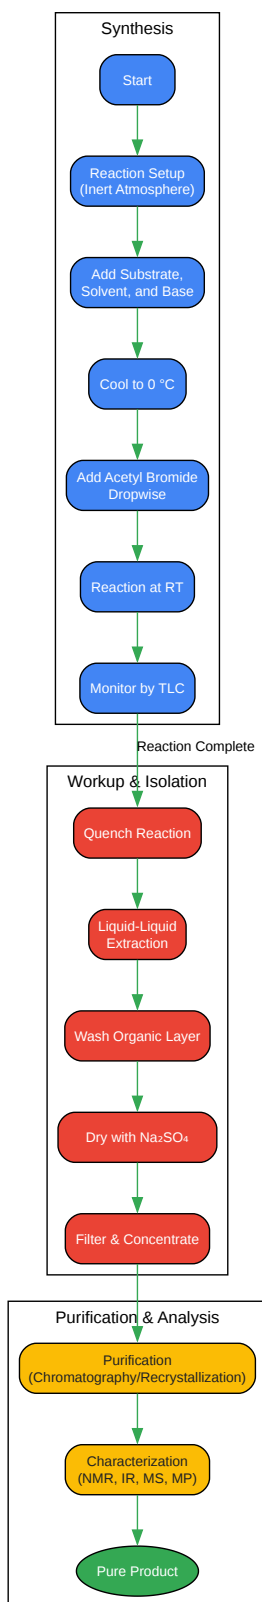 Synthesis
Start
Reaction Setup
(Inert Atmosphere)
Add Substrate,
Solvent, and Base
Cool to 0 °C
Add Acetyl Bromide
Dropwise
Reaction at RT
Monitor by TLC
Reaction Complete
Workup & Isolation
Quench Reaction
Liquid-Liquid
Extraction
Wash Organic Layer
Dry with Na₂SO₄
Filter & Concentrate
Purification & Analysis
Purification
(Chromatography/Recrystallization)
Characterization
(NMR, IR, MS, MP)
Pure Product